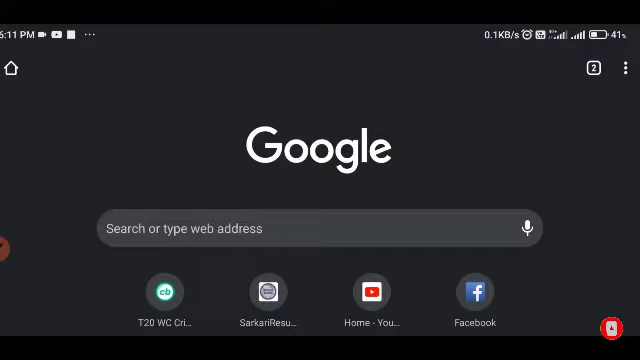 6:11 PM ... 0.1KB/s 41%
2
Google
Search or type web address
cb
T20 WC Cri... SarkariResu... Home - You... Facebook